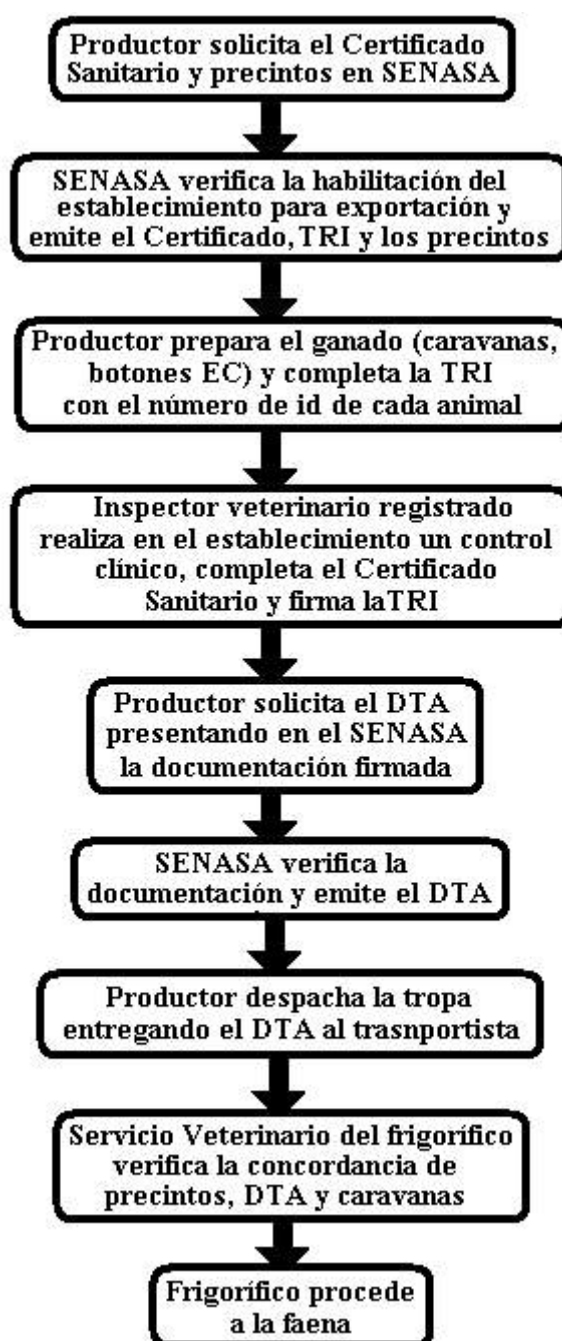 Productor solicita el Certificado
Sanitario y precintos en SENASA
SENASA verifica la habilitación del
establecimiento para exportación y
emite el Certificado, TRI y los precintos
Productor prepara el ganado (caravanas,
botones EC) y completa la TRI
con el número de id de cada animal
Inspector veterinario registrado
realiza en el establecimiento un control
clínico, completa el Certificado
Sanitario y firma laTRI
Productor solicita el DTA
presentando en el SENASA
la documentación firmada
SENASA verifica la
documentación y emite el DTA
Productor despacha la tropa
entregando el DTA al trasnportista
Servicio Veterinario del frigorífico
verifica la concordancia de
precintos, DTA y caravanas
Frigorífico procede
a la faena